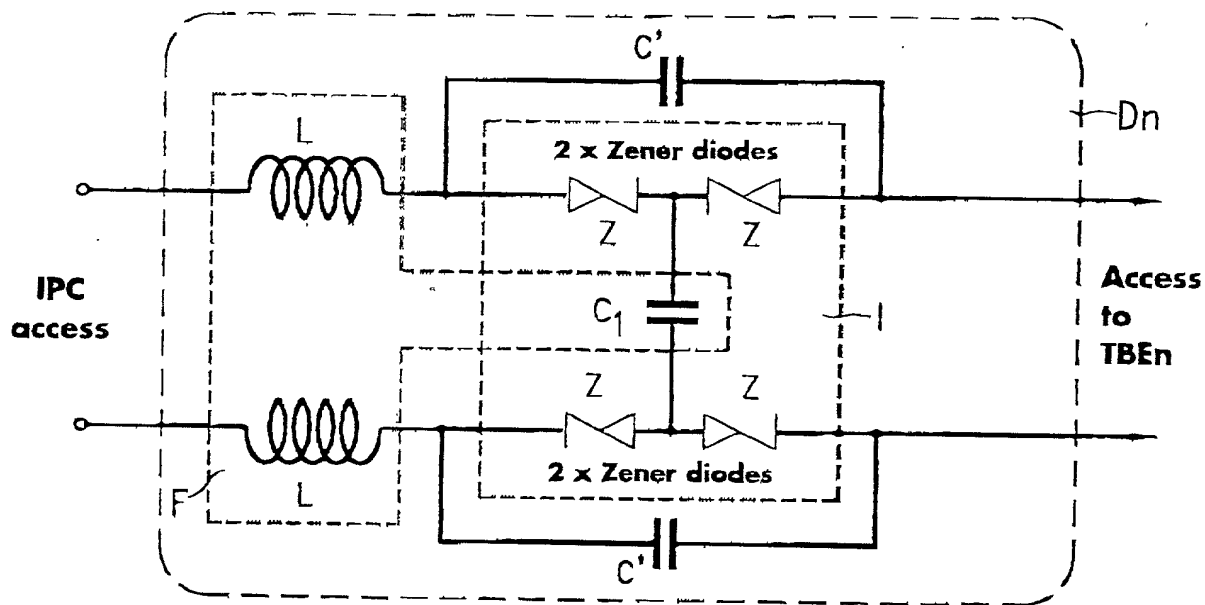 C'
Dn
L
2 x Zener diodes
Z
Z
IPC
access
C1
I
Access
to
TBEn
Z
Z
2 x Zener diodes
F
L
C'